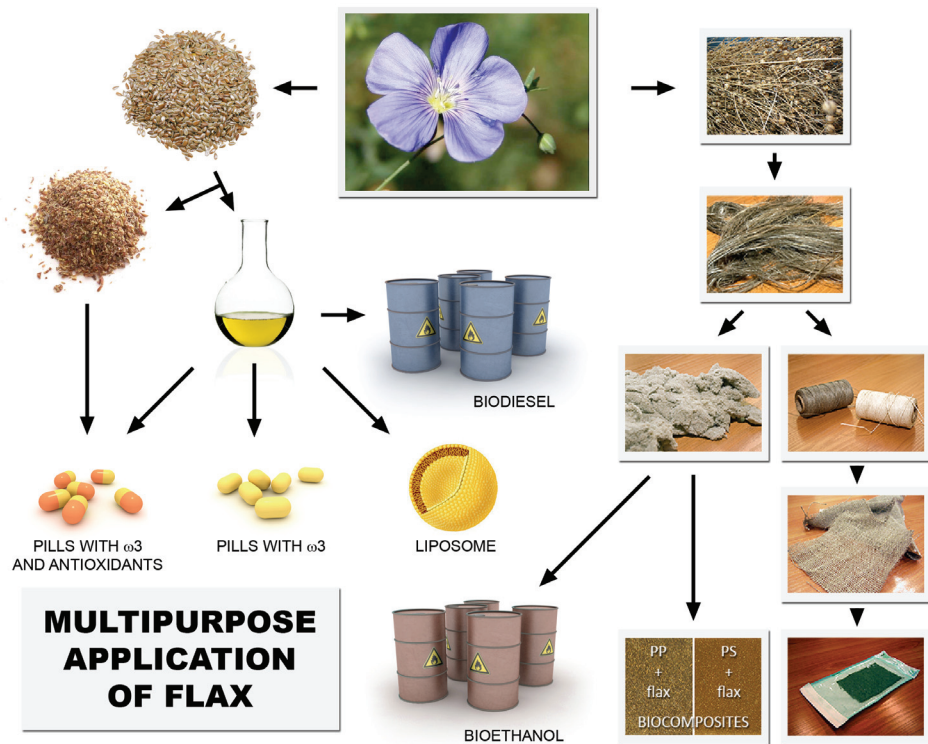 BIODIESEL
PILLS WITH ω3
AND ANTIOXIDANTS
PILLS WITH ω3
LIPOSOME
MULTIPURPOSE
APPLICATION
OF FLAX
BIOETHANOL
PP
+
flax
PS
+
flax
BIOCOMPOSITES